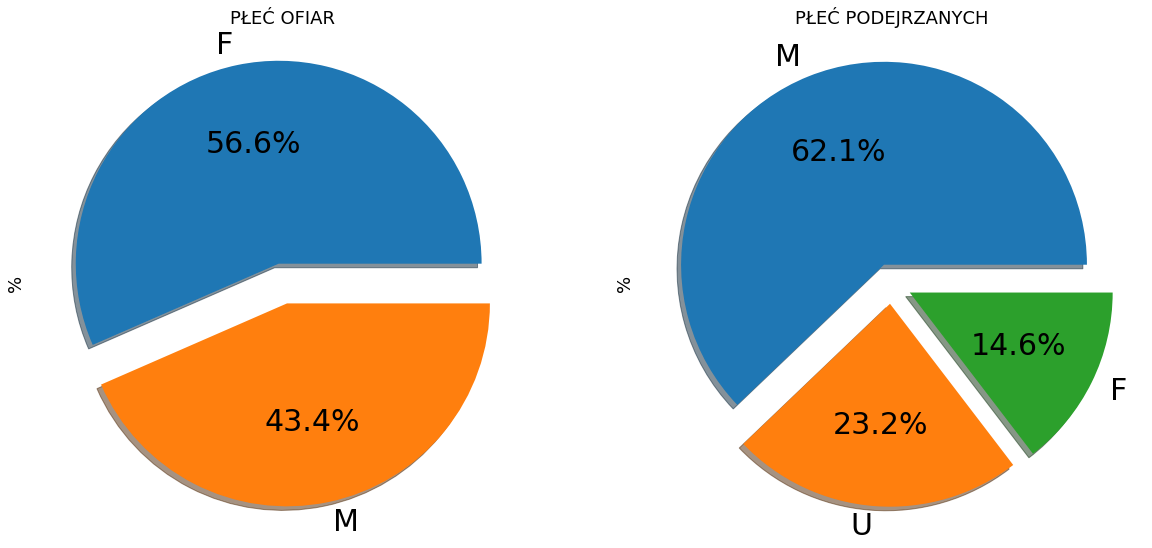 PŁEĆ OFIAR
F
56.6%
%
43.4%
M
PŁEĆ PODEJRZANYCH
M
62.1%
%
14.6%
F
23.2%
U